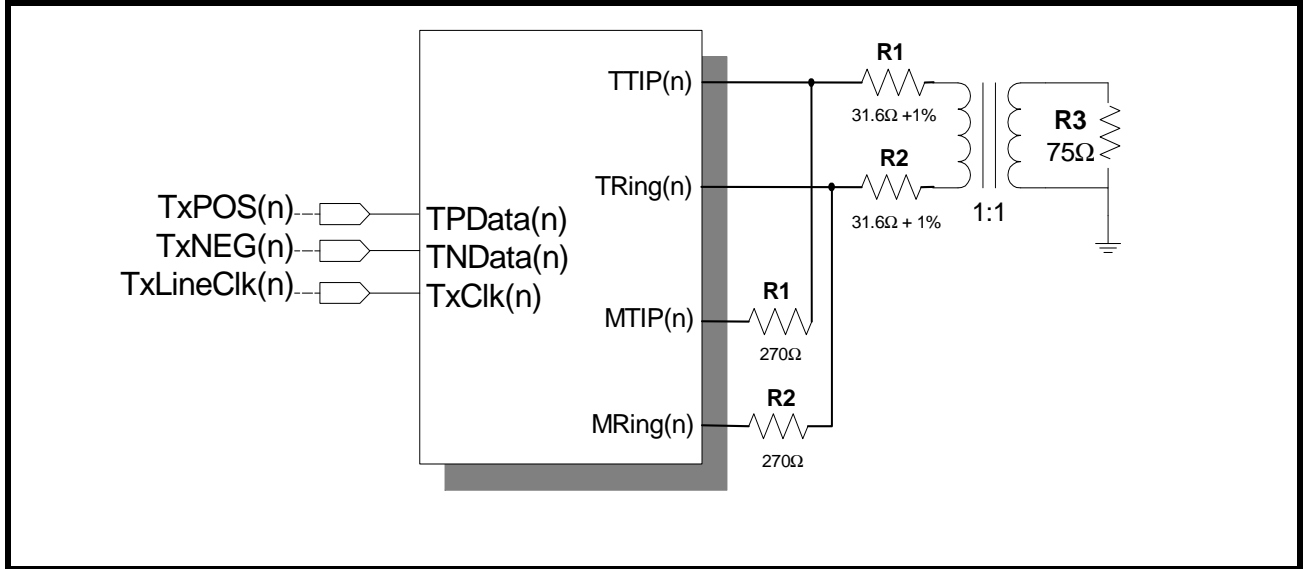 TxPOS(n)
TxNEG(n)
TxLineClk(n)
TPData(n)
TNData(n)
TxClk(n)
TTIP(n)
TRing(n)
MTIP(n)
MRing(n)
R1
31.6Ω +1%
R2
31.6Ω + 1%
1:1
R3
75Ω
R1
270Ω
R2
270Ω